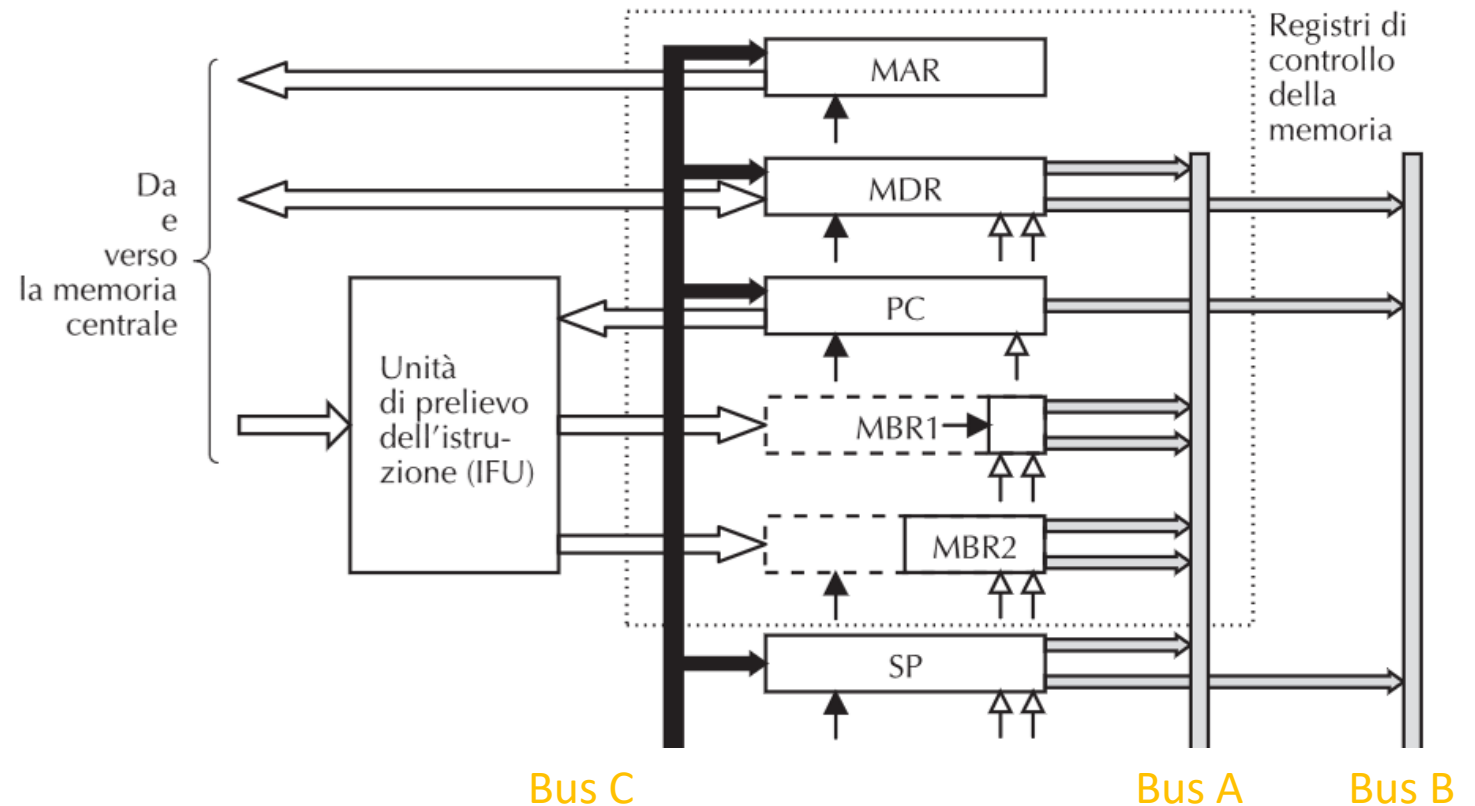 Registri di
controllo
della
memoria
MAR
MDR
Da
e
verso
la memoria
centrale
PC
Unità
di prelievo
dell'istru-
zione (IFU)
MBR1
MBR2
SP
Bus C
Bus A
Bus B